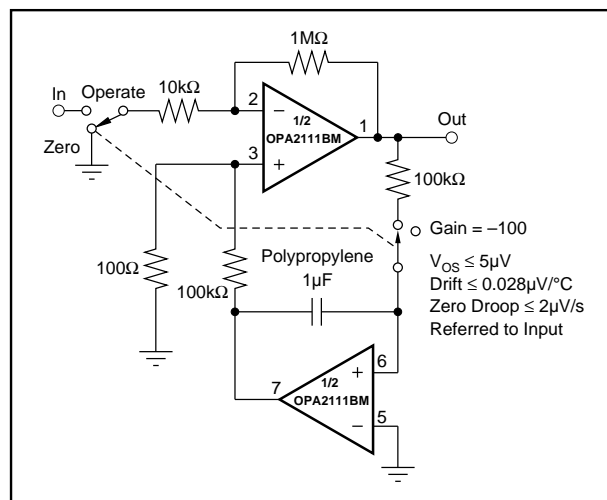 1MΩ
In
Operate
10kΩ
2
–
1/2
OPA2111BM
1
Out
Zero
3
+
100kΩ
Gain = –100
VOS ≤ 5µV
Drift ≤ 0.028µV/°C
Zero Droop ≤ 2µV/s
Referred to Input
100Ω
100kΩ
Polypropylene
1µF
7
1/2
OPA2111BM
+
6
–
5